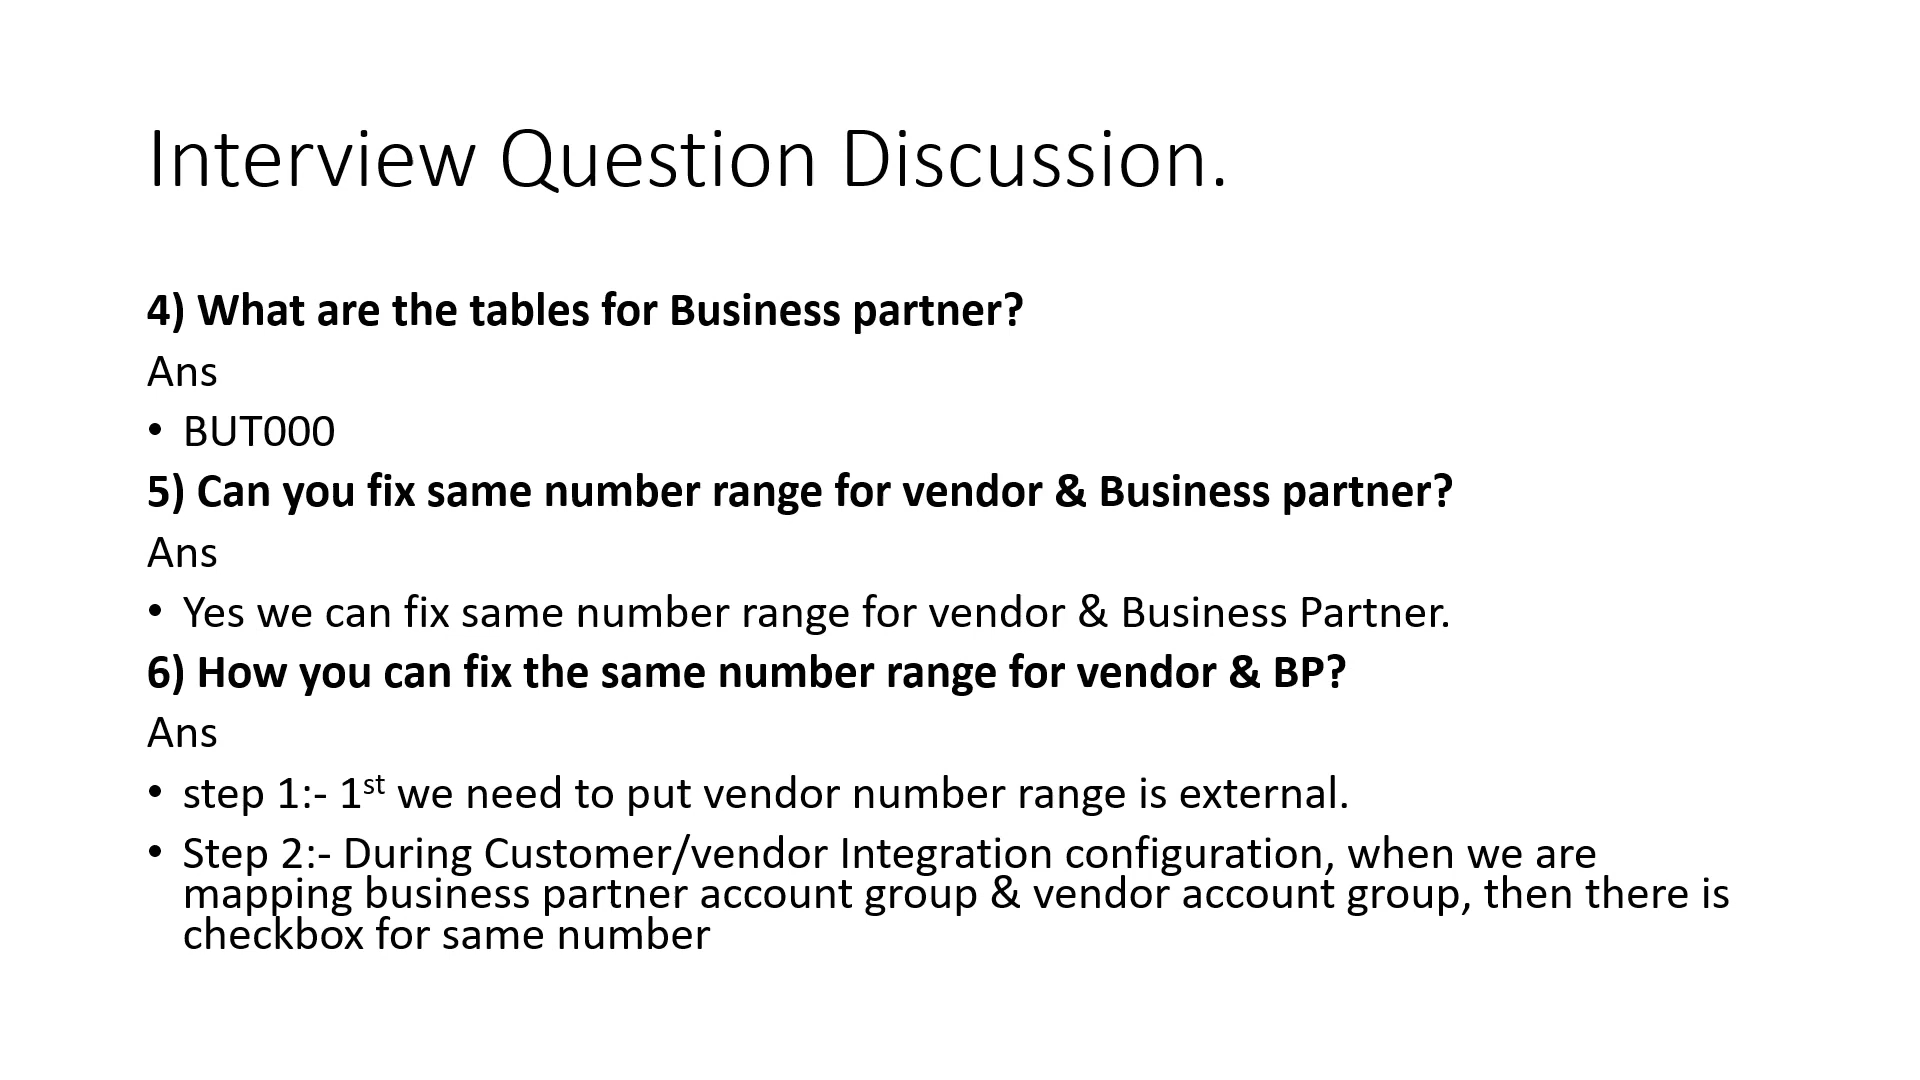 Interview Question Discussion.
4) What are the tables for Business partner?
Ans
• BUT000
5) Can you fix same number range for vendor & Business partner?
Ans
• Yes we can fix same number range for vendor & Business Partner.
6) How you can fix the same number range for vendor & BP?
Ans
• step 1:- 1st we need to put vendor number range is external.
• Step 2:- During Customer/vendor Integration configuration, when we are
mapping business partner account group & vendor account group, then there is
checkbox for same number